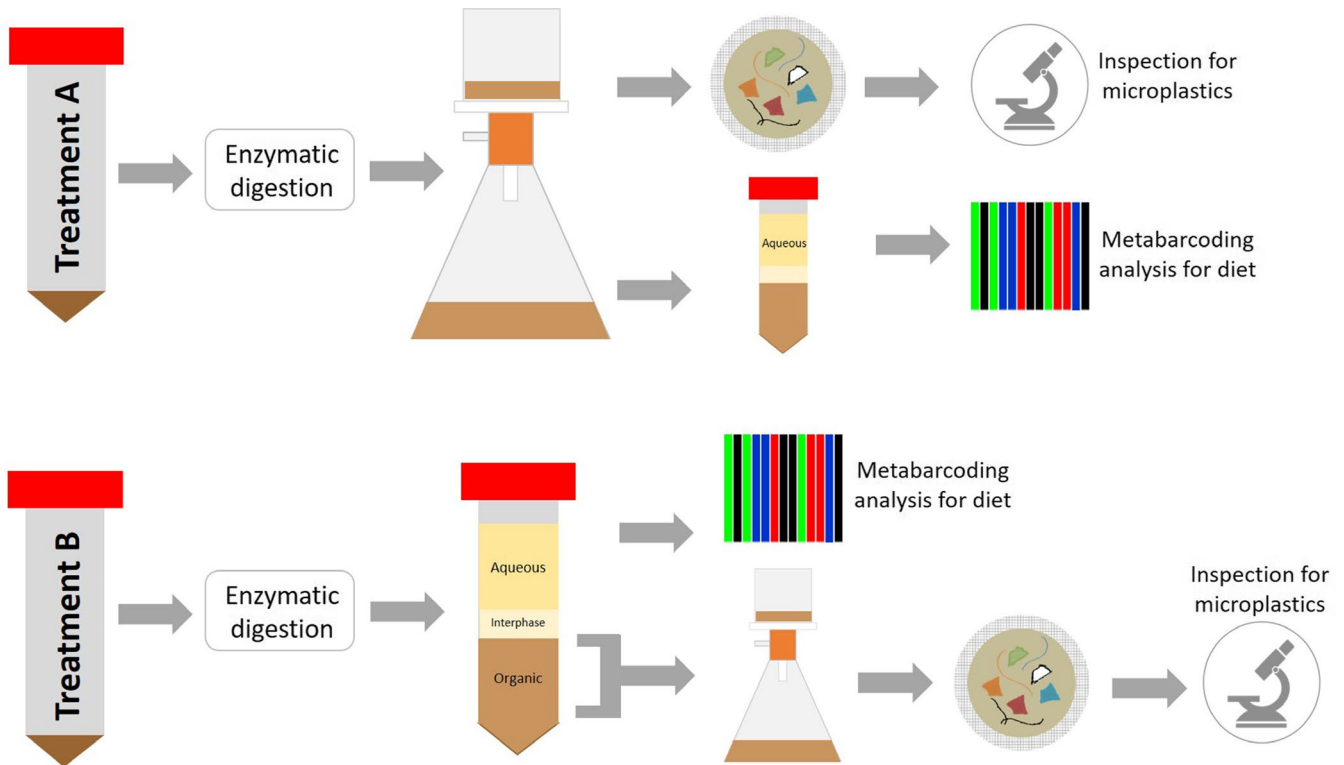 Treatment A
Enzymatic
digestion
Inspection for
microplastics
Aqueous
Metabarcoding
analysis for diet
Treatment B
Enzymatic
digestion
Aqueous
Interphase
Organic
Metabarcoding
analysis for diet
Inspection for
microplastics